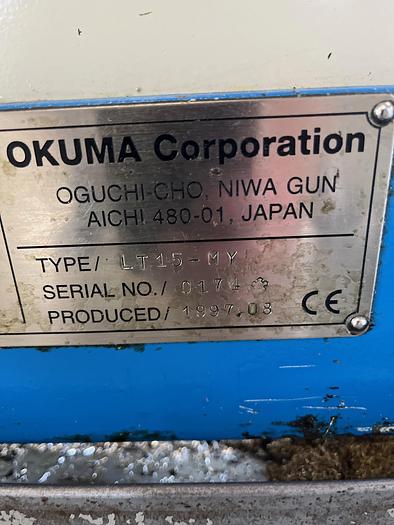 OKUMA Corporation
OGUCHI-CHO, NIWA GUN
AICHI 480-01, JAPAN
TYPE/ LT15-MY
SERIAL NO./
PRODUCED/ 1997.03
CE